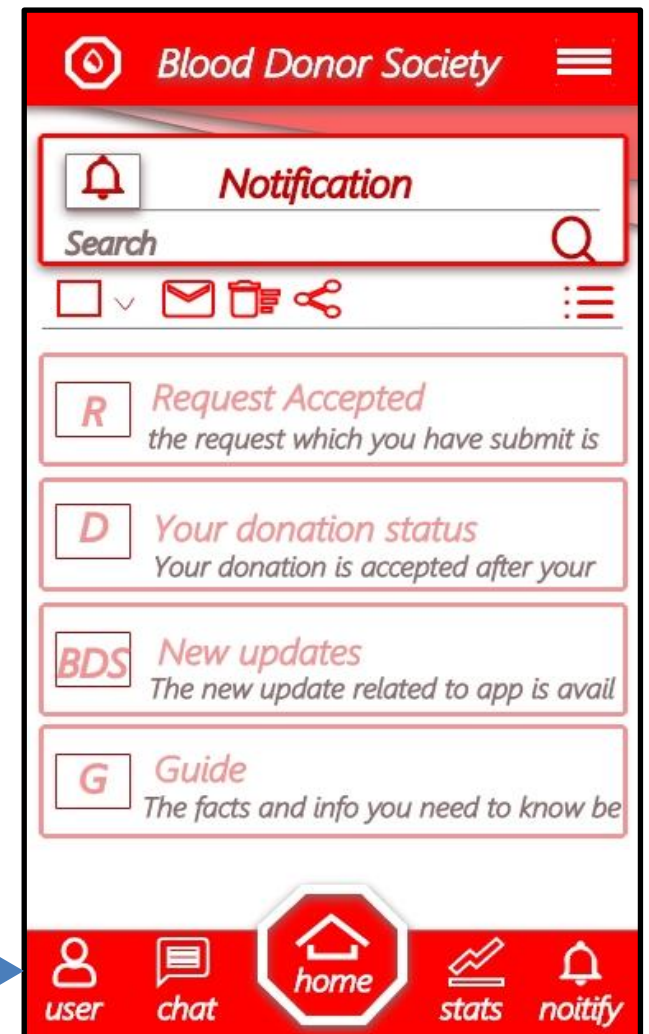 Blood Donor Society
Notification
Search
R
Request Accepted
the request which you have submit is
D
Your donation status
Your donation is accepted after your
BDS
New updates
The new update related to app is avail
G
Guide
The facts and info you need to know be
user
chat
home
stats
noitify